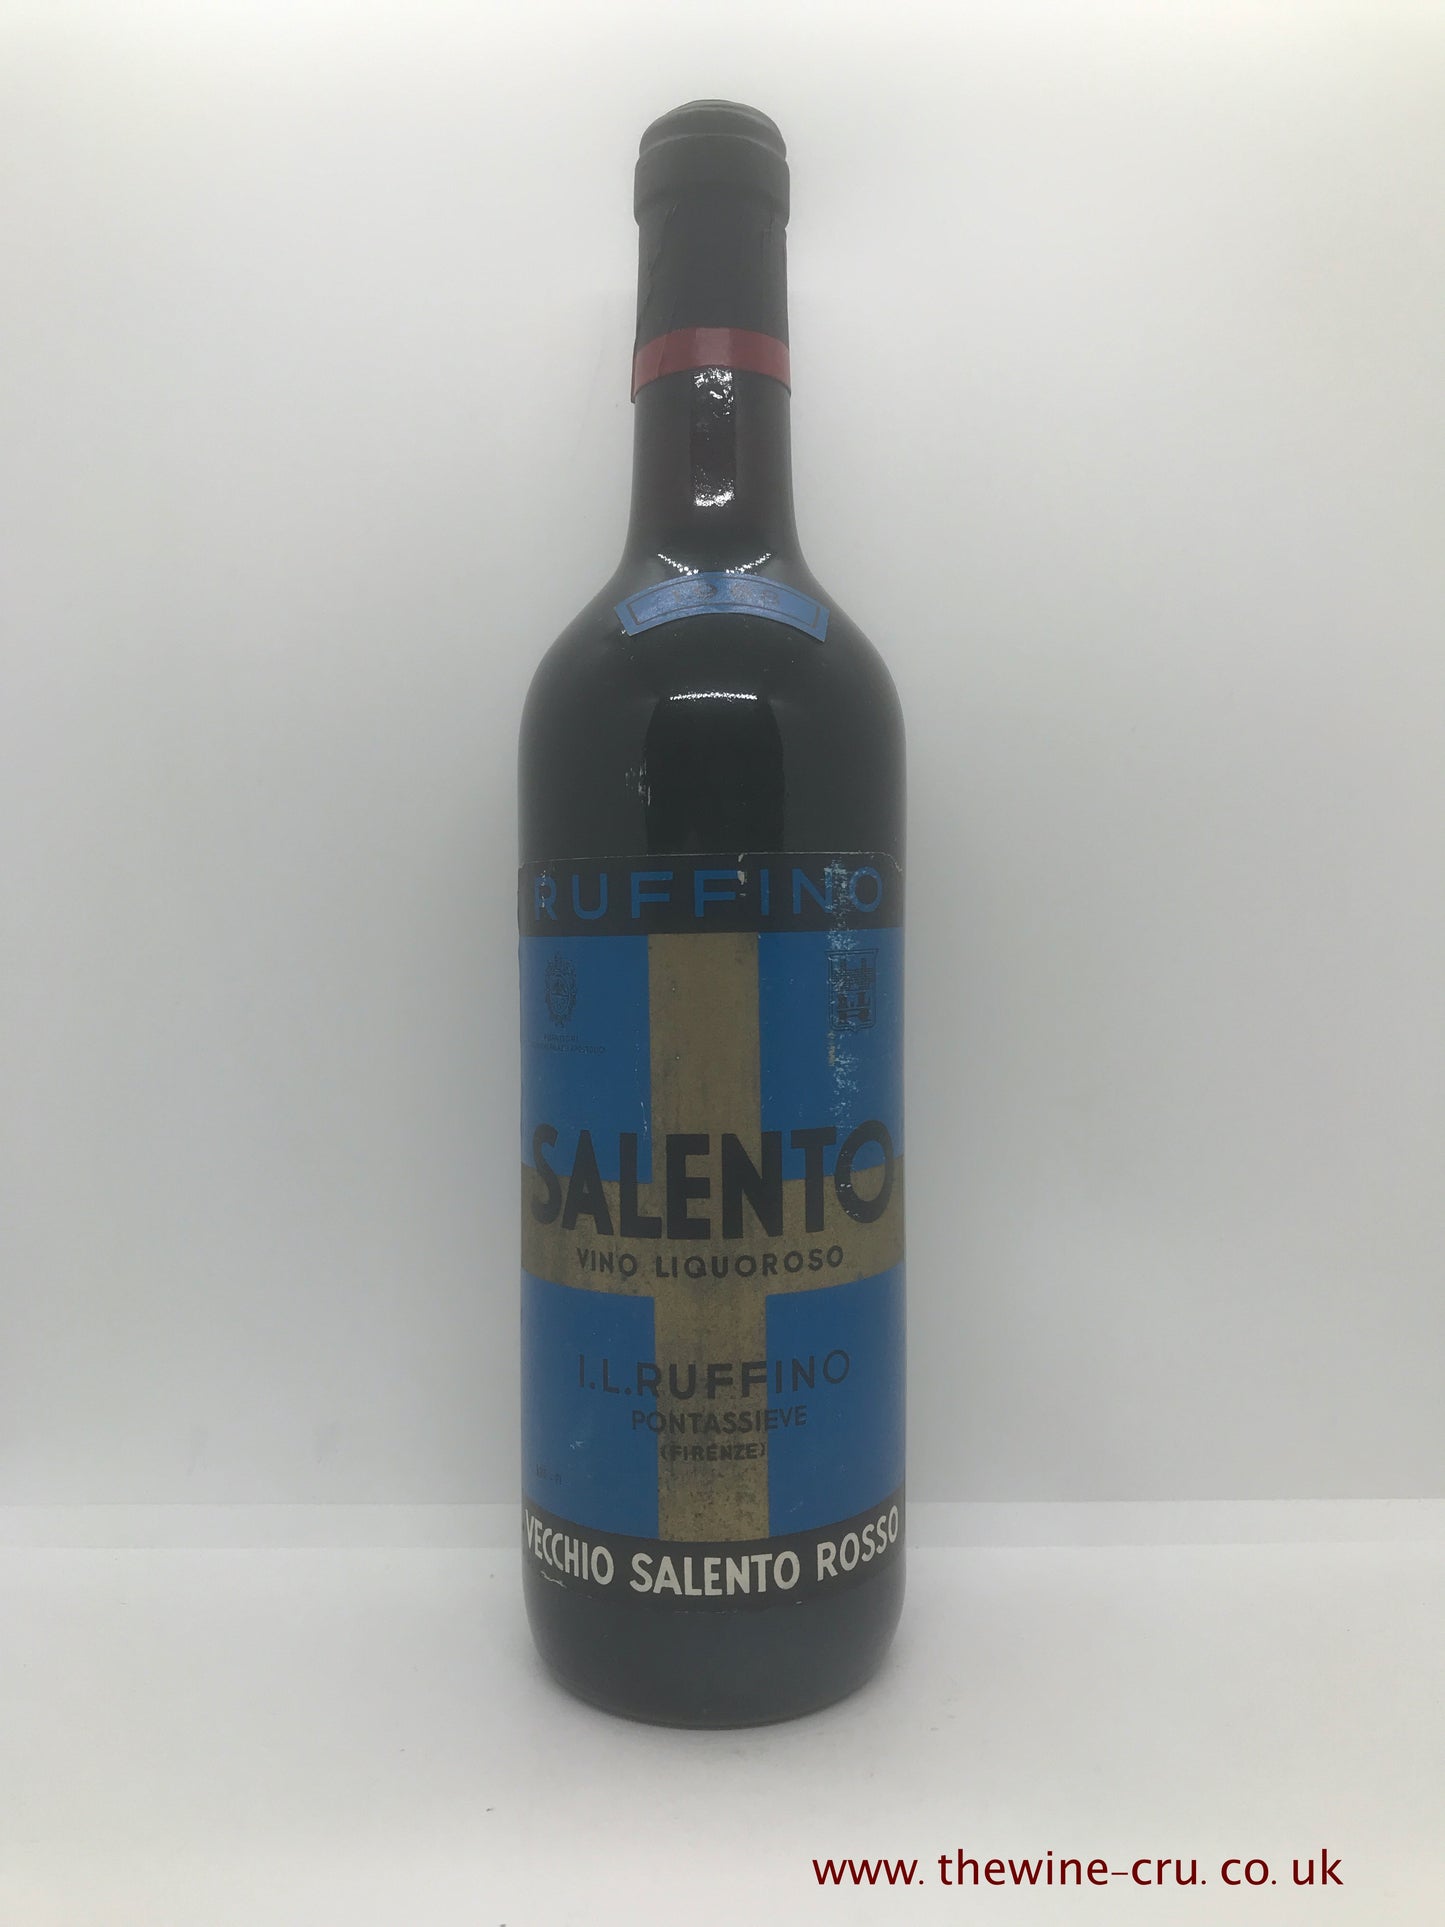 RUFFINO
SALENTO
VINO LIQUOROSO
I.L.RUFFINO
PONTASSIEVE
(FIRENZE)
VECCHIO SALENTO ROSSO
www.thewine-cru.co.uk